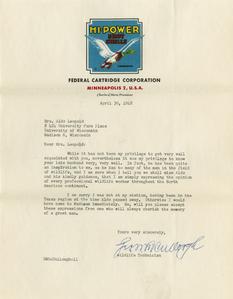 HI-POWER
FEDERAL CARTRIDGE CORPORATION
MINNEAPOLIS 2, U.S.A.
April 30, 1948
Mrs. Aldo Leopold
University Farm Place
University of Wisconsin
Madison 6, Wisconsin
Dear Mrs. Leopold:
While it has not been my privilege to get very well
acquainted with you, nevertheless it was my privilege to know
your late husband very, very well. In fact, he has been quite
an inspiration to me, as he has to many of the men in the field
of wildlife, and I am sure when I tell you we shall miss Aldo
and his kindly guidance, that I am simply expressing the opinion
of every professional wildlife worker throughout the North
American continent.
I am sorry I was not at my station, having been in the
Texas region at the time Aldo passed away. Otherwise I would
have been to Madison immediately. So, will you please accept
these expressions from one who will always cherish the memory
of a great man.
Yours very sincerely,
Wildlife Technician